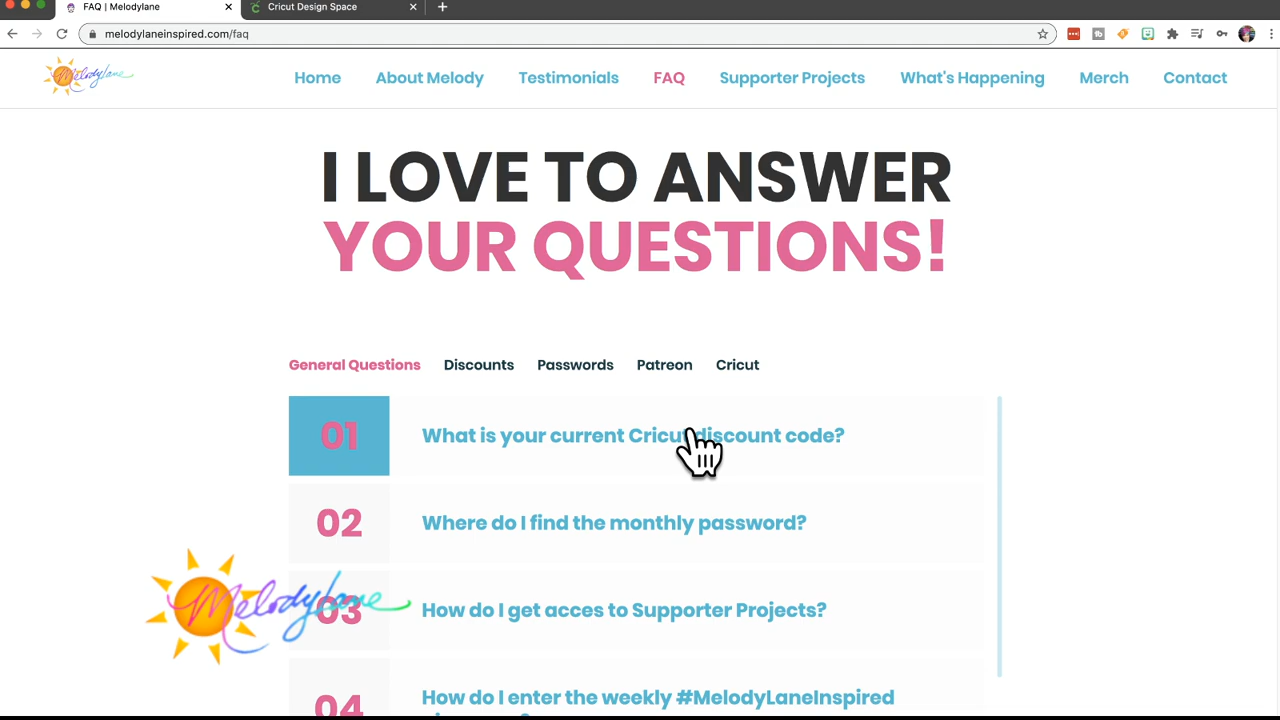 FAQ | Melodylane
Cricut Design Space
melodylaneinspired.com/faq
MelodyLane
Home
About Melody
Testimonials
FAQ
Supporter Projects
What's Happening
Merch
Contact
I LOVE TO ANSWER
YOUR QUESTIONS!
General Questions
Discounts
Passwords
Patreon
Cricut
01
What is your current Cricut discount code?
02
Where do I find the monthly password?
MelodyLane
03
How do I get acces to Supporter Projects?
04
How do I enter the weekly #MelodyLaneInspired